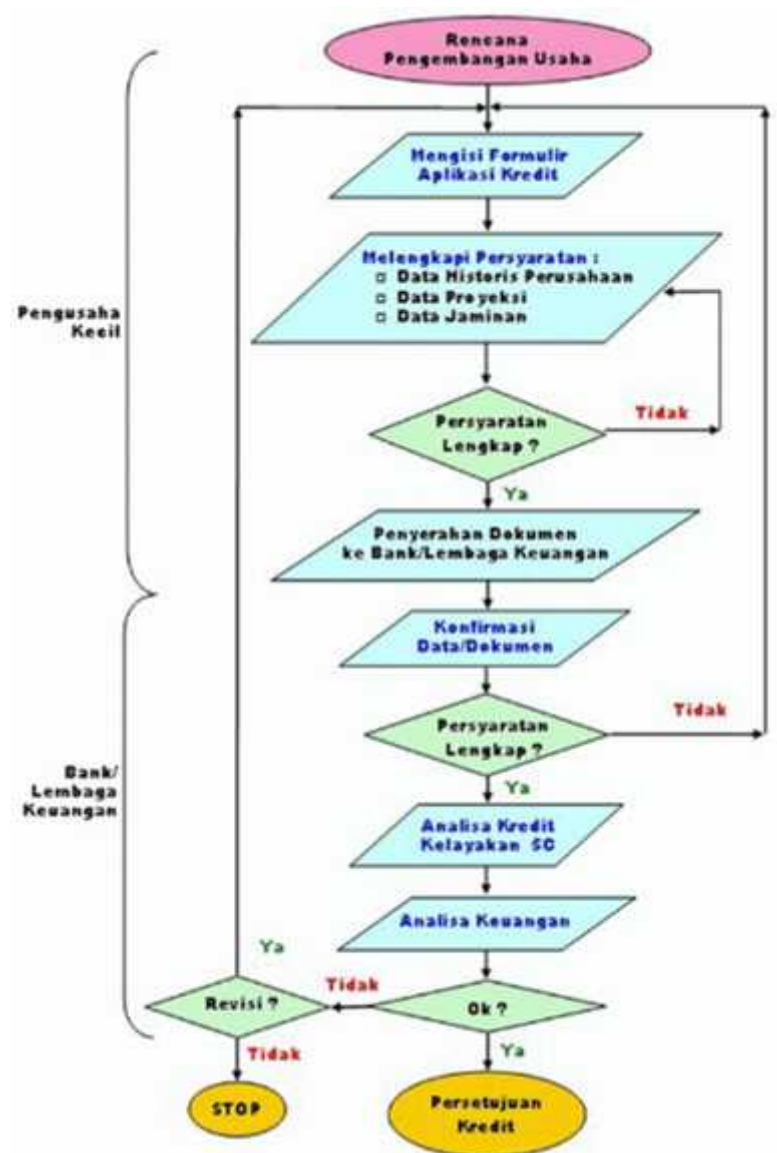 Rencana
Pengembangan Usaha
Mengisi Formulir
Aplikasi Kredit
Melengkapi Persyaratan :
□ Data Historis Perusahaan
□ Data Proyeksi
□ Data Jaminan
Pengusaha
Kecil
Persyaratan
Lengkap ?
Tidak
Ya
Penyerahan Dokumen
ke Bank/Lembaga Keuangan
Konfirmasi
Data/Dokumen
Persyaratan
Lengkap ?
Tidak
Ya
Bank/
Lembaga
Keuangan
Analisa Kredit
Kelayakan 5C
Analisa Keuangan
Ya
Revisi ?
Tidak
Ok ?
Tidak
Ya
STOP
Persetujuan
Kredit